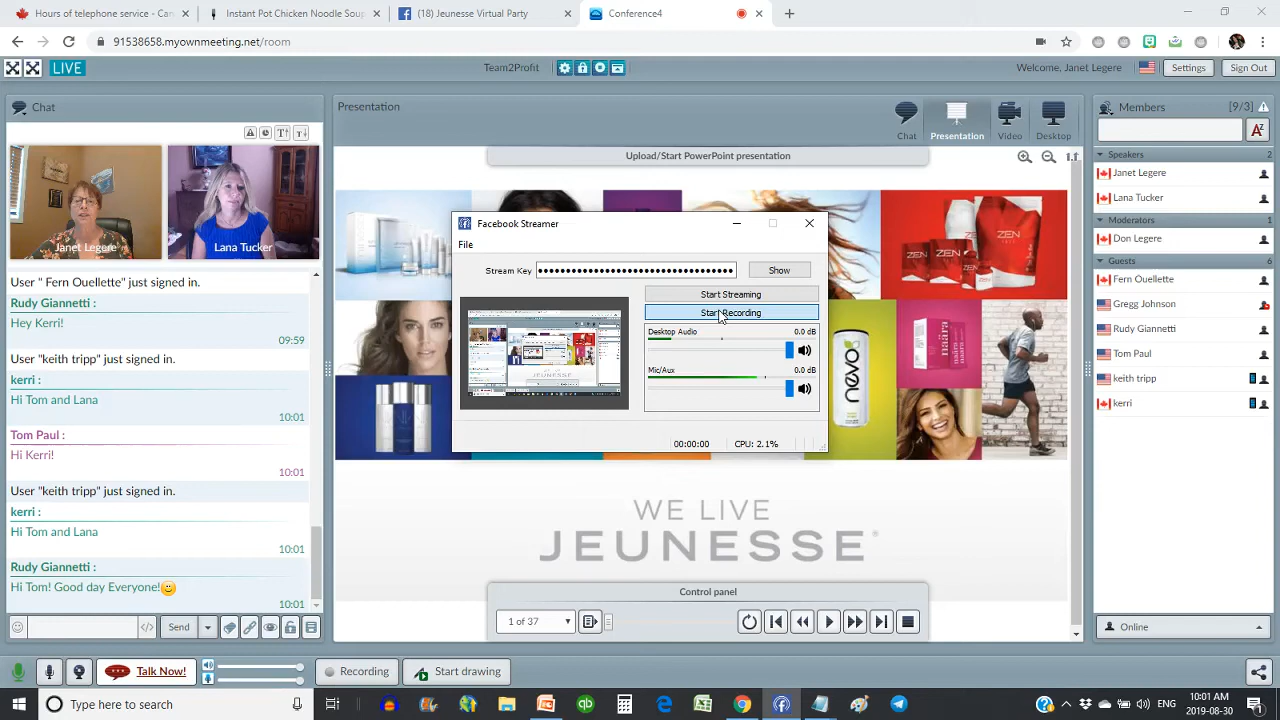 Hours of telephone service - Can
Instant Pot Chicken Noodle Soup
(18) Jeunesse Virtual Party
Conference4
91538658.myownmeeting.net/room
LIVE
Team2Profit
Welcome, Janet Legere
Settings
Sign Out
Chat
Janet Legere
Lana Tucker
User " Fern Ouellette" just signed in.
Rudy Giannetti :
Hey Kerri!
09:59
User "keith tripp" just signed in.
kerri :
Hi Tom and Lana
10:01
Tom Paul :
Hi Kerri!
10:01
User "keith tripp" just signed in.
kerri :
Hi Tom and Lana
10:01
Rudy Giannetti :
Hi Tom! Good day Everyone!
10:01
Send
Presentation
Chat
Presentation
Video
Desktop
Upload/Start PowerPoint presentation
1:1
Facebook Streamer
File
Stream Key
Show
Start Streaming
Start Recording
Desktop Audio
0.0 dB
Mic/Aux
0.0 dB
00:00:00
CPU: 2.1%
ZEN
ZEN
nevo
naära
WE LIVE
JEUNESSE®
Control panel
1 of 37
Members
[9/3]
Speakers
2
Janet Legere
Lana Tucker
Moderators
1
Don Legere
Guests
6
Fern Ouellette
Gregg Johnson
Rudy Giannetti
Tom Paul
keith tripp
kerri
Online
Talk Now!
Recording
Start drawing
Type here to search
ENG
10:01 AM
2019-08-30